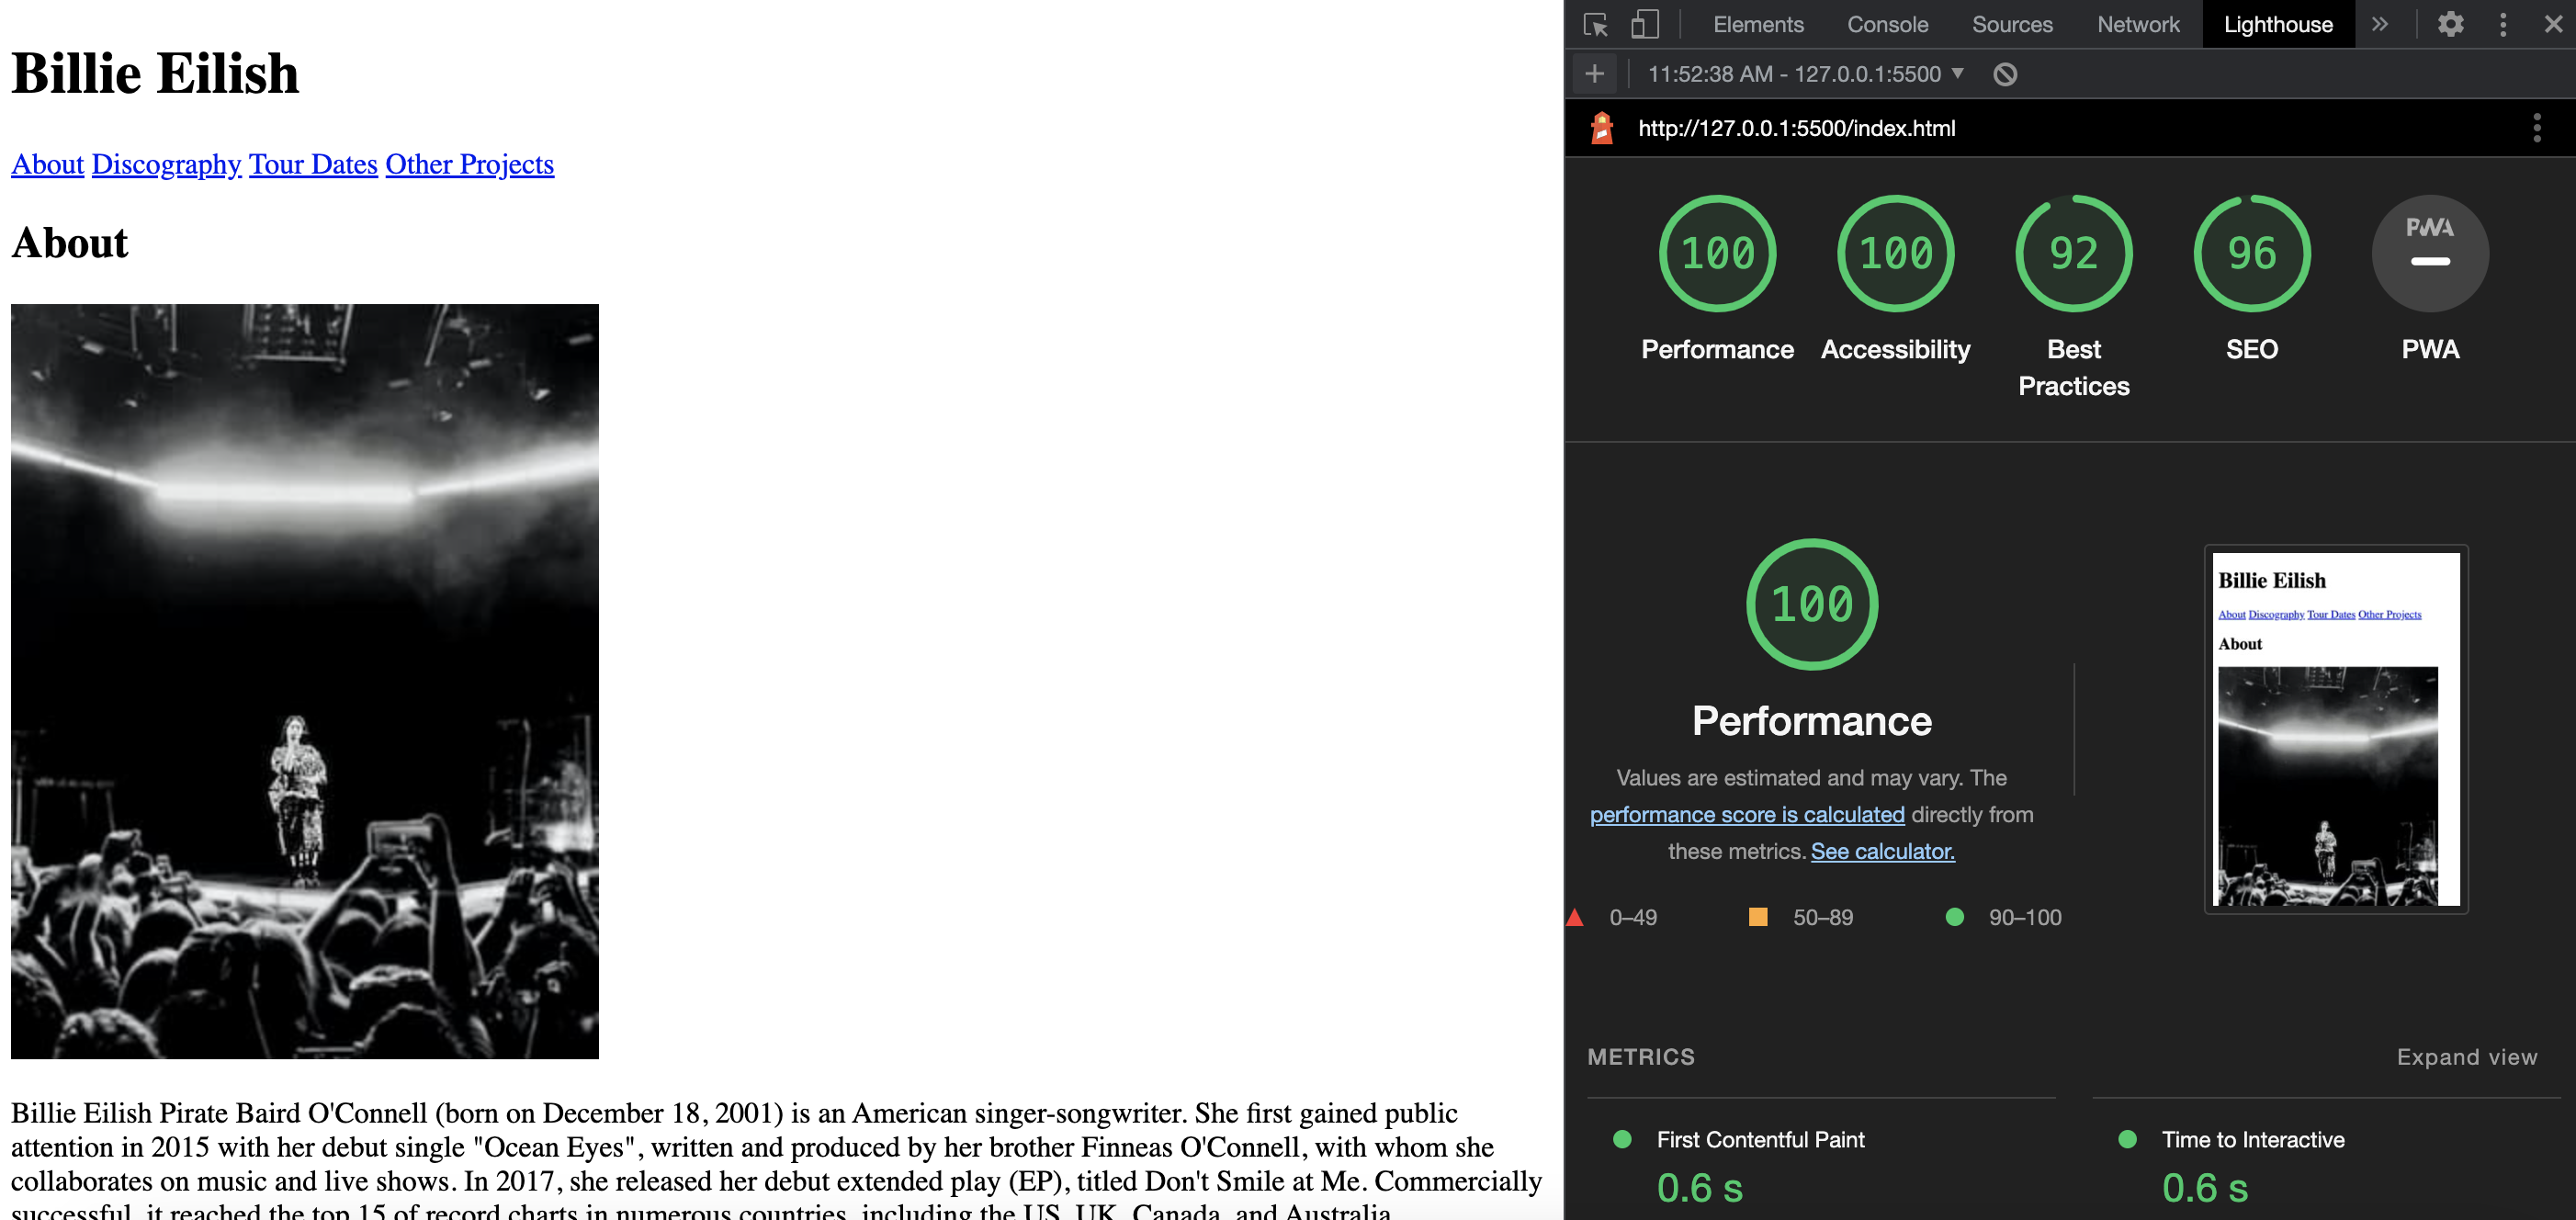 Billie Eilish
About Discography Tour Dates Other Projects
About
Billie Eilish Pirate Baird O'Connell (born on December 18, 2001) is an American singer-songwriter. She first gained public
attention in 2015 with her debut single "Ocean Eyes", written and produced by her brother Finneas O'Connell, with whom she
collaborates on music and live shows. In 2017, she released her debut extended play (EP), titled Don't Smile at Me. Commercially
successful, it reached the top 15 of record charts in numerous countries, including the US, UK, Canada, and Australia.
Elements Console Sources Network Lighthouse
11:52:38 AM - 127.0.0.1:5500
http://127.0.0.1:5500/index.html
100 100 92 96 PWA
Performance Accessibility Best Practices SEO PWA
100
Performance
Values are estimated and may vary. The
performance score is calculated directly from
these metrics. See calculator.
0–49 50–89 90–100
Billie Eilish
About Discography Tour Dates Other Projects
About
METRICS Expand view
First Contentful Paint Time to Interactive
0.6 s 0.6 s